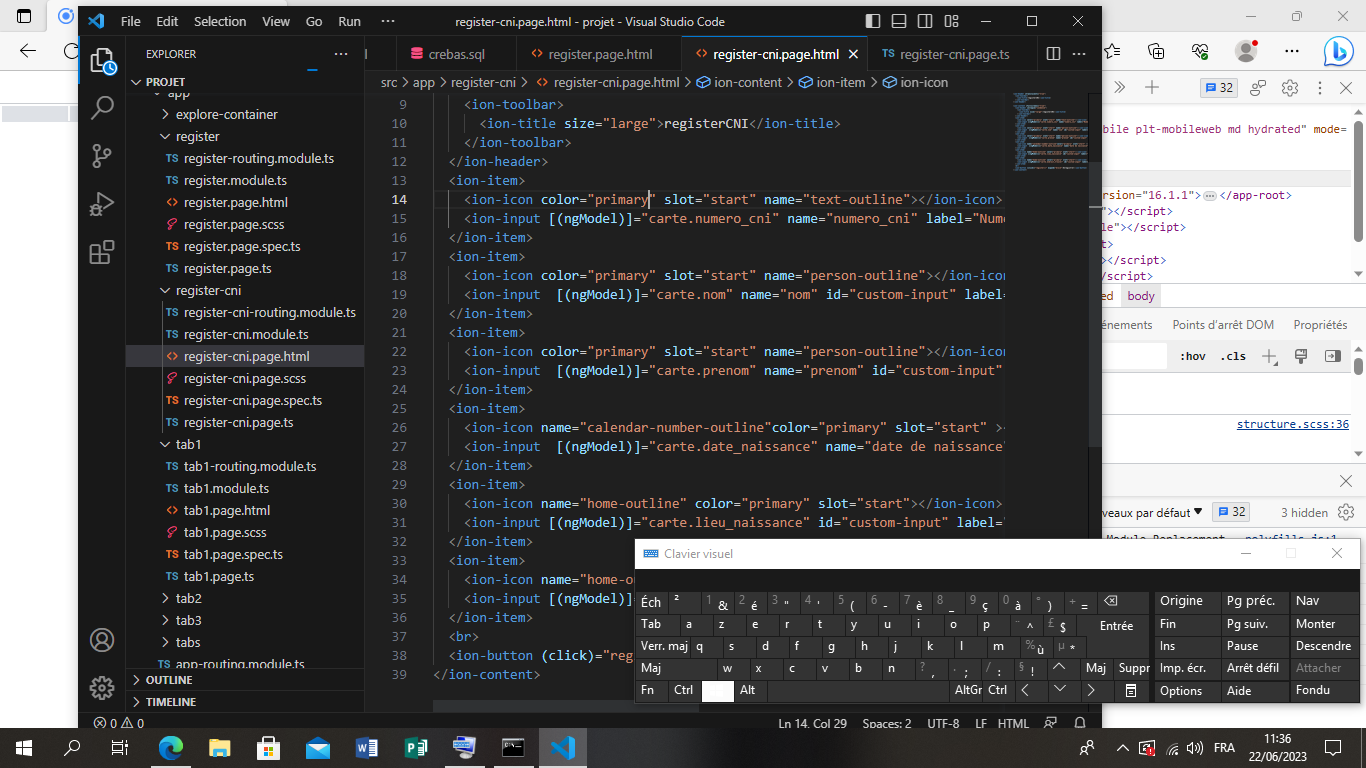 File Edit Selection View Go Run ··· register-cni.page.html - projet - Visual Studio Code
EXPLORER ···
PROJET
app
explore-container
register
TS register-routing.module.ts
TS register.module.ts
<> register.page.html
register.page.scss
TS register.page.spec.ts
TS register.page.ts
register-cni
TS register-cni-routing.module.ts
TS register-cni.module.ts
<> register-cni.page.html
register-cni.page.scss
TS register-cni.page.spec.ts
TS register-cni.page.ts
tab1
TS tab1-routing.module.ts
TS tab1.module.ts
<> tab1.page.html
tab1.page.scss
TS tab1.page.spec.ts
TS tab1.page.ts
tab2
tab3
tabs
TS app-routing.module.ts
OUTLINE
TIMELINE
crebas.sql <> register.page.html <> register-cni.page.html TS register-cni.page.ts ···
src > app > register-cni > <> register-cni.page.html > ion-content > ion-item > ion-icon
9 <ion-toolbar>
10 <ion-title size="large">registerCNI</ion-title>
11 </ion-toolbar>
12 </ion-header>
13 <ion-item>
14 <ion-icon color="primary" slot="start" name="text-outline"></ion-icon>
15 <ion-input [(ngModel)]="carte.numero_cni" name="numero_cni" label="Nume
16 </ion-item>
17 <ion-item>
18 <ion-icon color="primary" slot="start" name="person-outline"></ion-icon
19 <ion-input [(ngModel)]="carte.nom" name="nom" id="custom-input" label=
20 </ion-item>
21 <ion-item>
22 <ion-icon color="primary" slot="start" name="person-outline"></ion-icon
23 <ion-input [(ngModel)]="carte.prenom" name="prenom" id="custom-input"
24 </ion-item>
25 <ion-item>
26 <ion-icon name="calendar-number-outline"color="primary" slot="start" >
27 <ion-input [(ngModel)]="carte.date_naissance" name="date de naissance"
28 </ion-item>
29 <ion-item>
30 <ion-icon name="home-outline" color="primary" slot="start"></ion-icon>
31 <ion-input [(ngModel)]="carte.lieu_naissance" id="custom-input" label="
32 </ion-item>
33 <ion-item>
34 <ion-icon name="home-o
35 <ion-input [(ngModel)]
36 </ion-item>
37 <br>
38 <ion-button (click)="reg
39 </ion-content>
0 0 Ln 14, Col 29 Spaces: 2 UTF-8 LF HTML
32
bile plt-mobileweb md hydrated" mode=
version="16.1.1"> ··· </app-root>
"></script>
le"></script>
t>
></script>
/script>
ed body
énements Points d'arrêt DOM Propriétés
:hov .cls
structure.scss:36
veaux par défaut 32 3 hidden
Clavier visuel
Éch ² 1 & 2 é 3 " 4 ' 5 ( 6 - 7 è 8 _ 9 ç 0 à ° ) + = Origine Pg préc. Nav
Tab a z e r t y u i o p ¨ ^ £ $ Entrée Fin Pg suiv. Monter
Verr. maj q s d f g h j k l m % ù µ * Ins Pause Descendre
Maj w x c v b n ? , . ; / : § ! Maj Suppr Imp. écr. Arrêt défil Attacher
Fn Ctrl Alt AltGr Ctrl Options Aide Fondu
FRA 11:36
22/06/2023